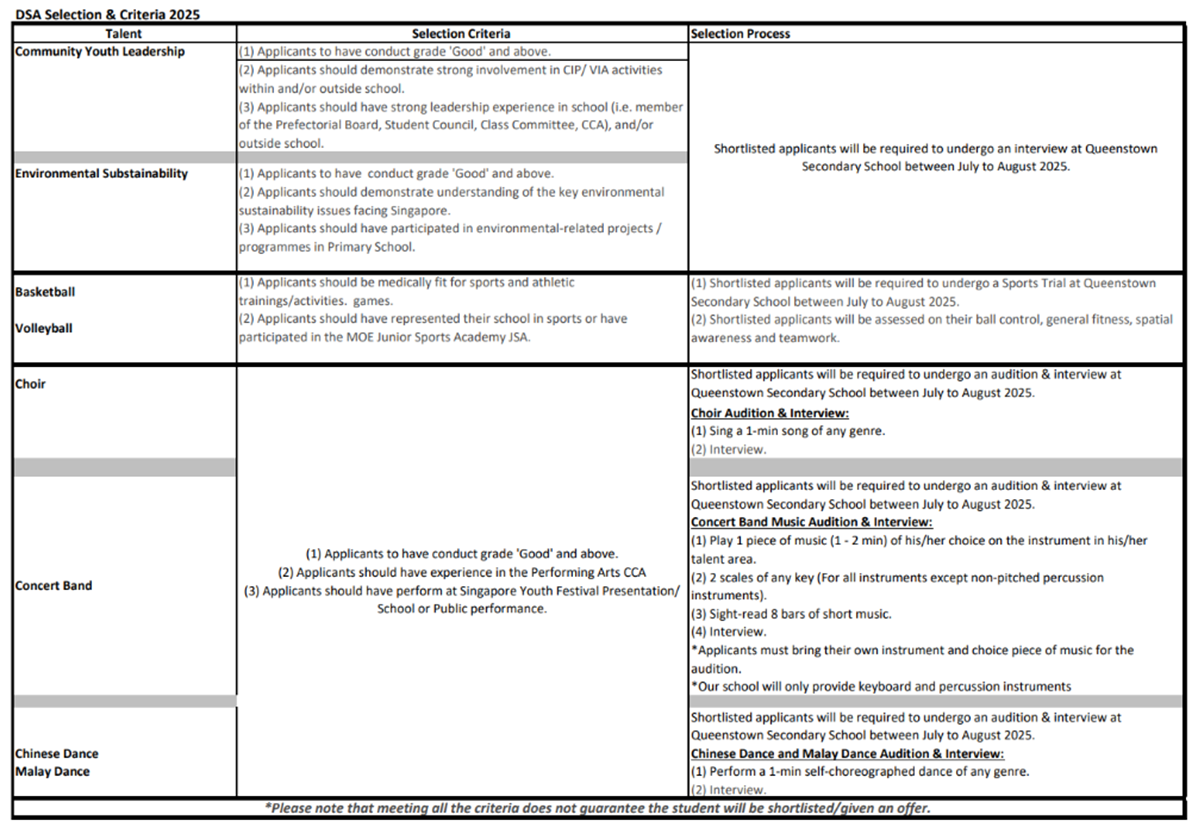 DSA Selection & Criteria 2025
Talent
Selection Criteria
Selection Process
Community Youth Leadership
(1) Applicants to have conduct grade 'Good' and above.
(2) Applicants should demonstrate strong involvement in CIP/ VIA activities
within and/or outside school.
(3) Applicants should have strong leadership experience in school (i.e. member
of the Prefectorial Board, Student Council, Class Committee, CCA), and/or
outside school.
Shortlisted applicants will be required to undergo an interview at Queenstown
Secondary School between July to August 2025.
Environmental Substainability
(1) Applicants to have  conduct grade 'Good' and above.
(2) Applicants should demonstrate understanding of the key environmental
sustainability issues facing Singapore.
(3) Applicants should have participated in environmental-related projects /
programmes in Primary School.
Basketball
Volleyball
(1) Applicants should be medically fit for sports and athletic
trainings/activities.  games.
(2) Applicants should have represented their school in sports or have
participated in the MOE Junior Sports Academy JSA.
(1) Shortlisted applicants will be required to undergo a Sports Trial at Queenstown
Secondary School between July to August 2025.
(2) Shortlisted applicants will be assessed on their ball control, general fitness, spatial
awareness and teamwork.
Choir
Shortlisted applicants will be required to undergo an audition & interview at
Queenstown Secondary School between July to August 2025.
Choir Audition & Interview:
(1) Sing a 1-min song of any genre.
(2) Interview.
Concert Band
(1) Applicants to have conduct grade 'Good' and above.
(2) Applicants should have experience in the Performing Arts CCA
(3) Applicants should have perform at Singapore Youth Festival Presentation/
School or Public performance.
Shortlisted applicants will be required to undergo an audition & interview at
Queenstown Secondary School between July to August 2025.
Concert Band Music Audition & Interview:
(1) Play 1 piece of music (1 - 2 min) of his/her choice on the instrument in his/her
talent area.
(2) 2 scales of any key (For all instruments except non-pitched percussion
instruments).
(3) Sight-read 8 bars of short music.
(4) Interview.
*Applicants must bring their own instrument and choice piece of music for the
audition.
*Our school will only provide keyboard and percussion instruments
Chinese Dance
Malay Dance
Shortlisted applicants will be required to undergo an audition & interview at
Queenstown Secondary School between July to August 2025.
Chinese Dance and Malay Dance Audition & Interview:
(1) Perform a 1-min self-choreographed dance of any genre.
(2) Interview.
*Please note that meeting all the criteria does not guarantee the student will be shortlisted/given an offer.